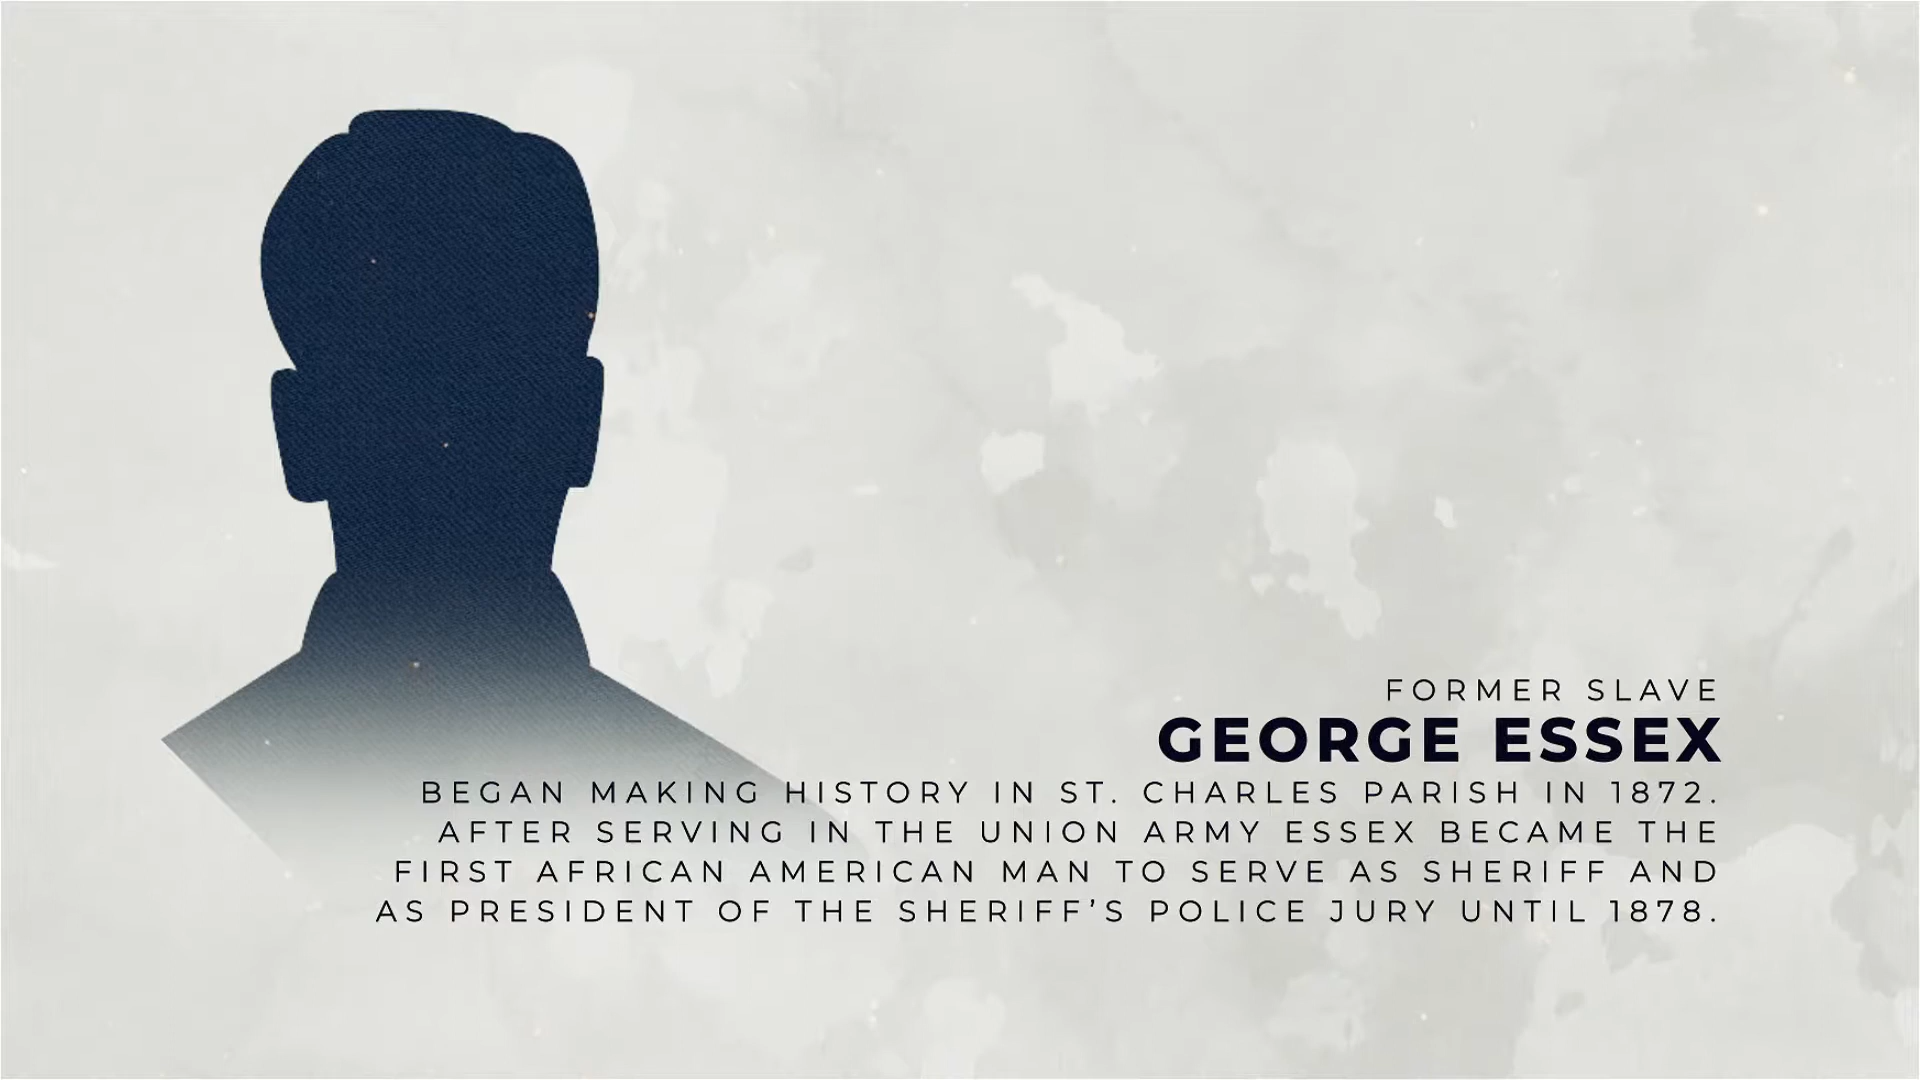 FORMER SLAVE
GEORGE ESSEX
BEGAN MAKING HISTORY IN ST. CHARLES PARISH IN 1872.
AFTER SERVING IN THE UNION ARMY ESSEX BECAME THE
FIRST AFRICAN AMERICAN MAN TO SERVE AS SHERIFF AND
AS PRESIDENT OF THE SHERIFF’S POLICE JURY UNTIL 1878.